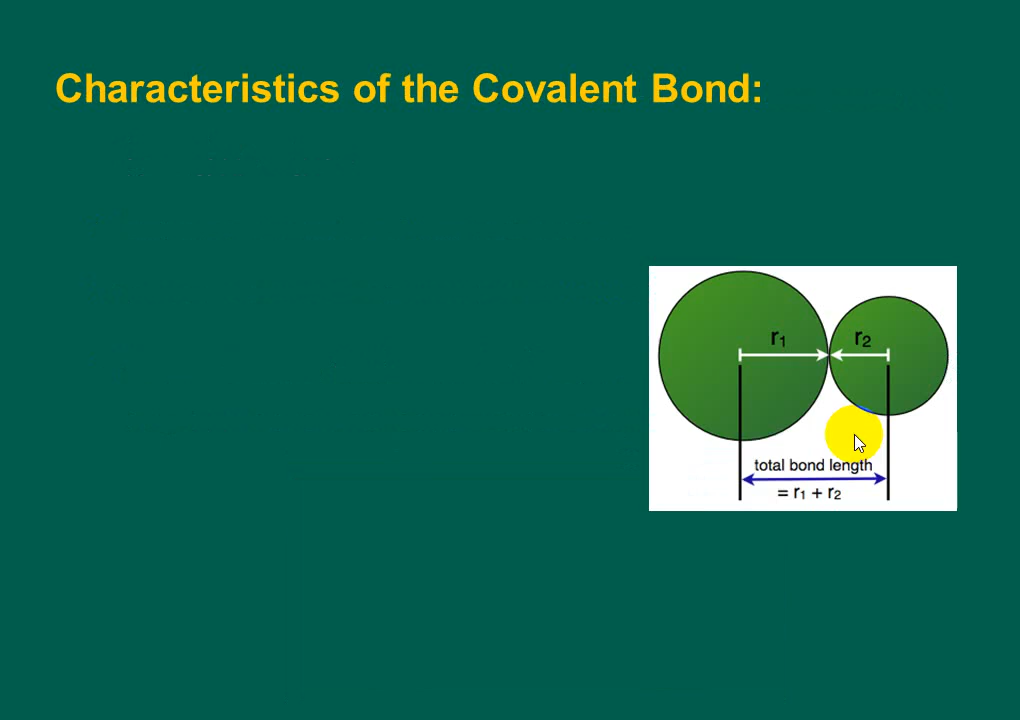 Characteristics of the Covalent Bond:
r₁ r₂
total bond length
= r₁ + r₂